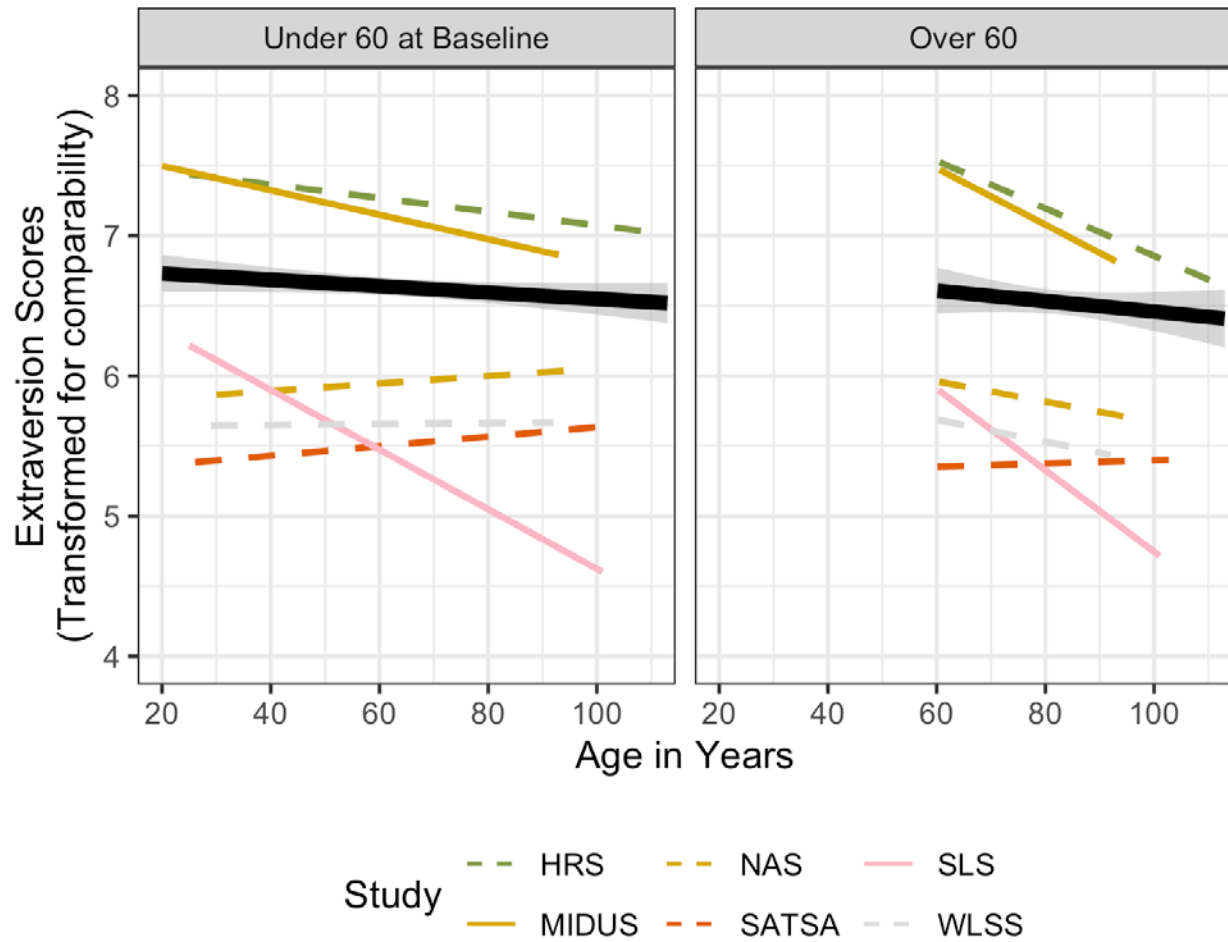 Under 60 at Baseline
Over 60
Extraversion Scores
(Transformed for comparability)
8
7
6
5
4
20 40 60 80 100
20 40 60 80 100
Age in Years
Study
HRS NAS SLS
MIDUS SATSA WLSS